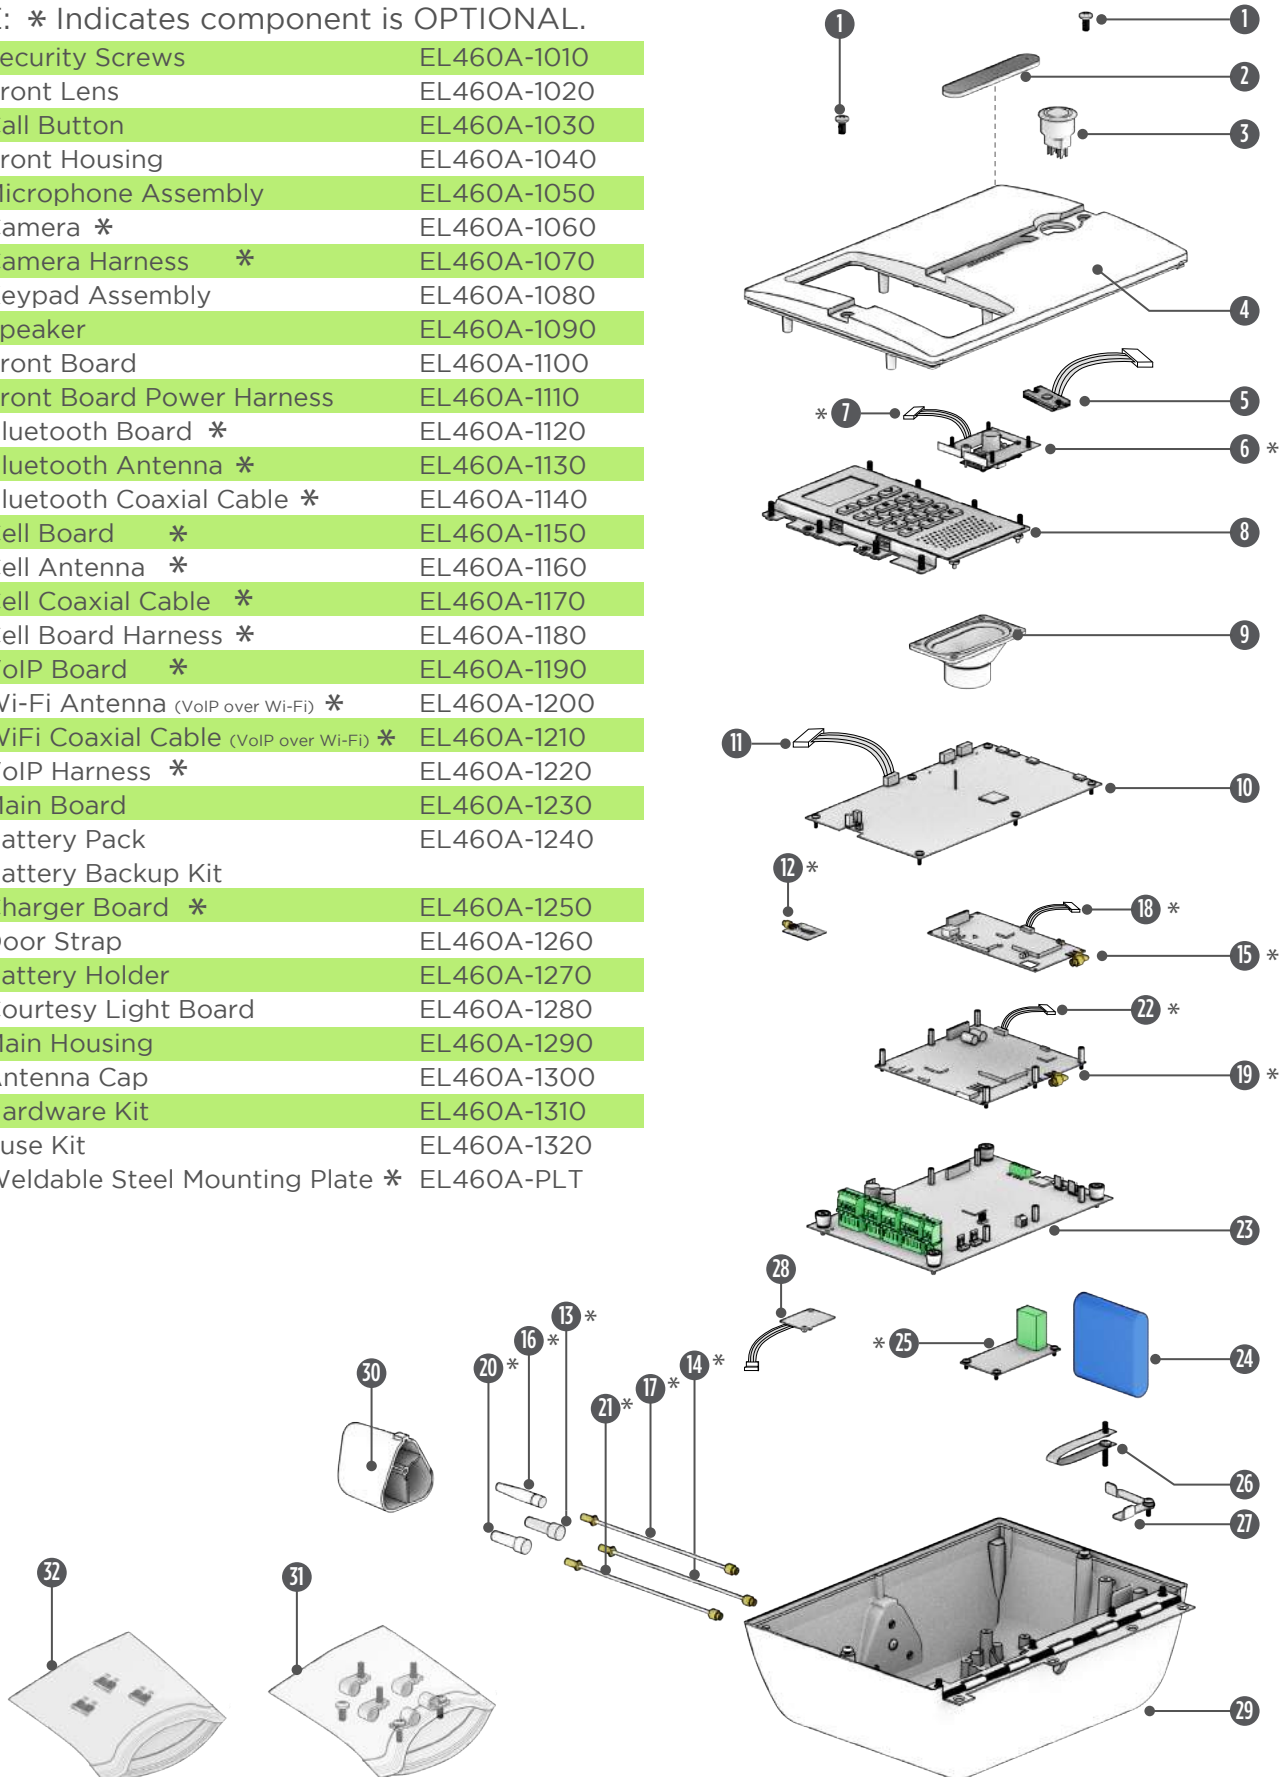 : * Indicates component is OPTIONAL.
ecurity Screws EL460A-1010
ront Lens EL460A-1020
all Button EL460A-1030
ront Housing EL460A-1040
icrophone Assembly EL460A-1050
amera * EL460A-1060
amera Harness * EL460A-1070
eypad Assembly EL460A-1080
peaker EL460A-1090
ront Board EL460A-1100
ront Board Power Harness EL460A-1110
luetooth Board * EL460A-1120
luetooth Antenna * EL460A-1130
luetooth Coaxial Cable * EL460A-1140
ell Board * EL460A-1150
ell Antenna * EL460A-1160
ell Coaxial Cable * EL460A-1170
ell Board Harness * EL460A-1180
oIP Board * EL460A-1190
Wi-Fi Antenna (VoIP over Wi-Fi) * EL460A-1200
WiFi Coaxial Cable (VoIP over Wi-Fi) * EL460A-1210
oIP Harness * EL460A-1220
Main Board EL460A-1230
attery Pack EL460A-1240
attery Backup Kit
harger Board * EL460A-1250
oor Strap EL460A-1260
attery Holder EL460A-1270
ourtesy Light Board EL460A-1280
Main Housing EL460A-1290
ntenna Cap EL460A-1300
ardware Kit EL460A-1310
use Kit EL460A-1320
Weldable Steel Mounting Plate * EL460A-PLT
1
1
2
3
4
5
* 7
6 *
8
9
11
10
12 *
18 *
15 *
22 *
19 *
23
28
* 25
24
13 *
16 *
20 *
14 *
17 *
21 *
30
26
27
32
31
29